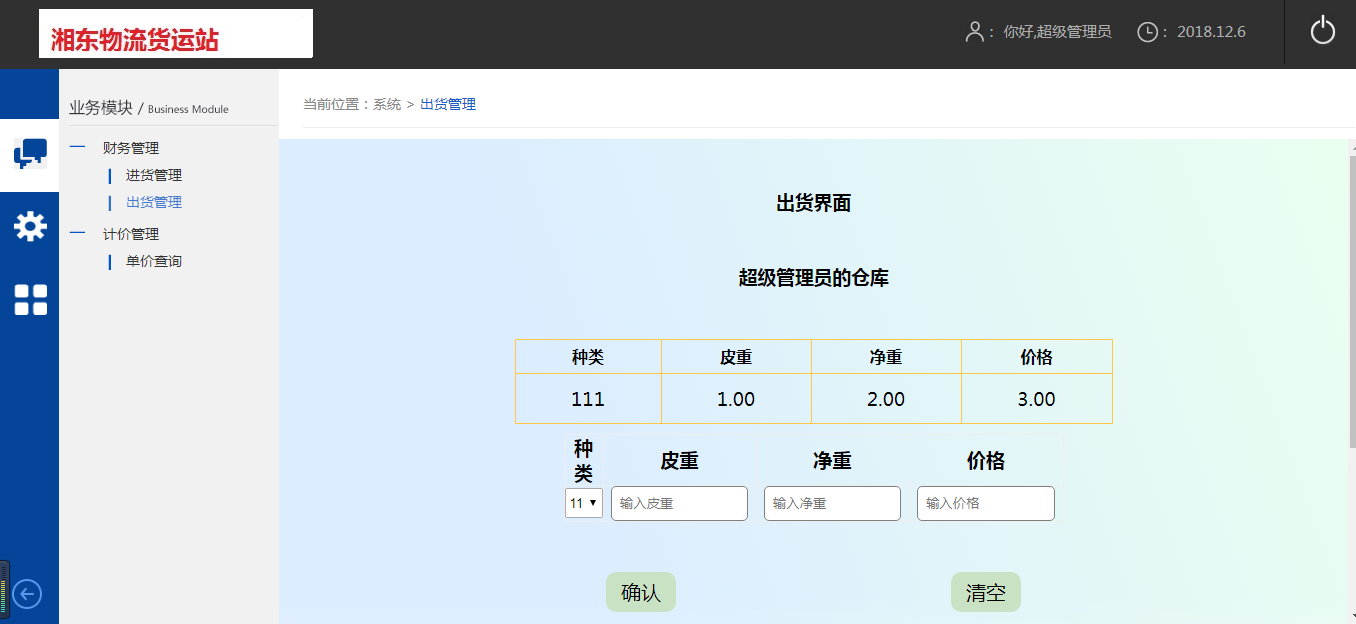 湘东物流货运站
： 你好,超级管理员
： 2018.12.6
业务模块 / Business Module
财务管理
进货管理
出货管理
计价管理
单价查询
当前位置：系统 > 出货管理
出货界面
超级管理员的仓库
种类 皮重 净重 价格
111 1.00 2.00 3.00
种类 皮重 净重 价格
11 输入皮重 输入净重 输入价格
确认 清空